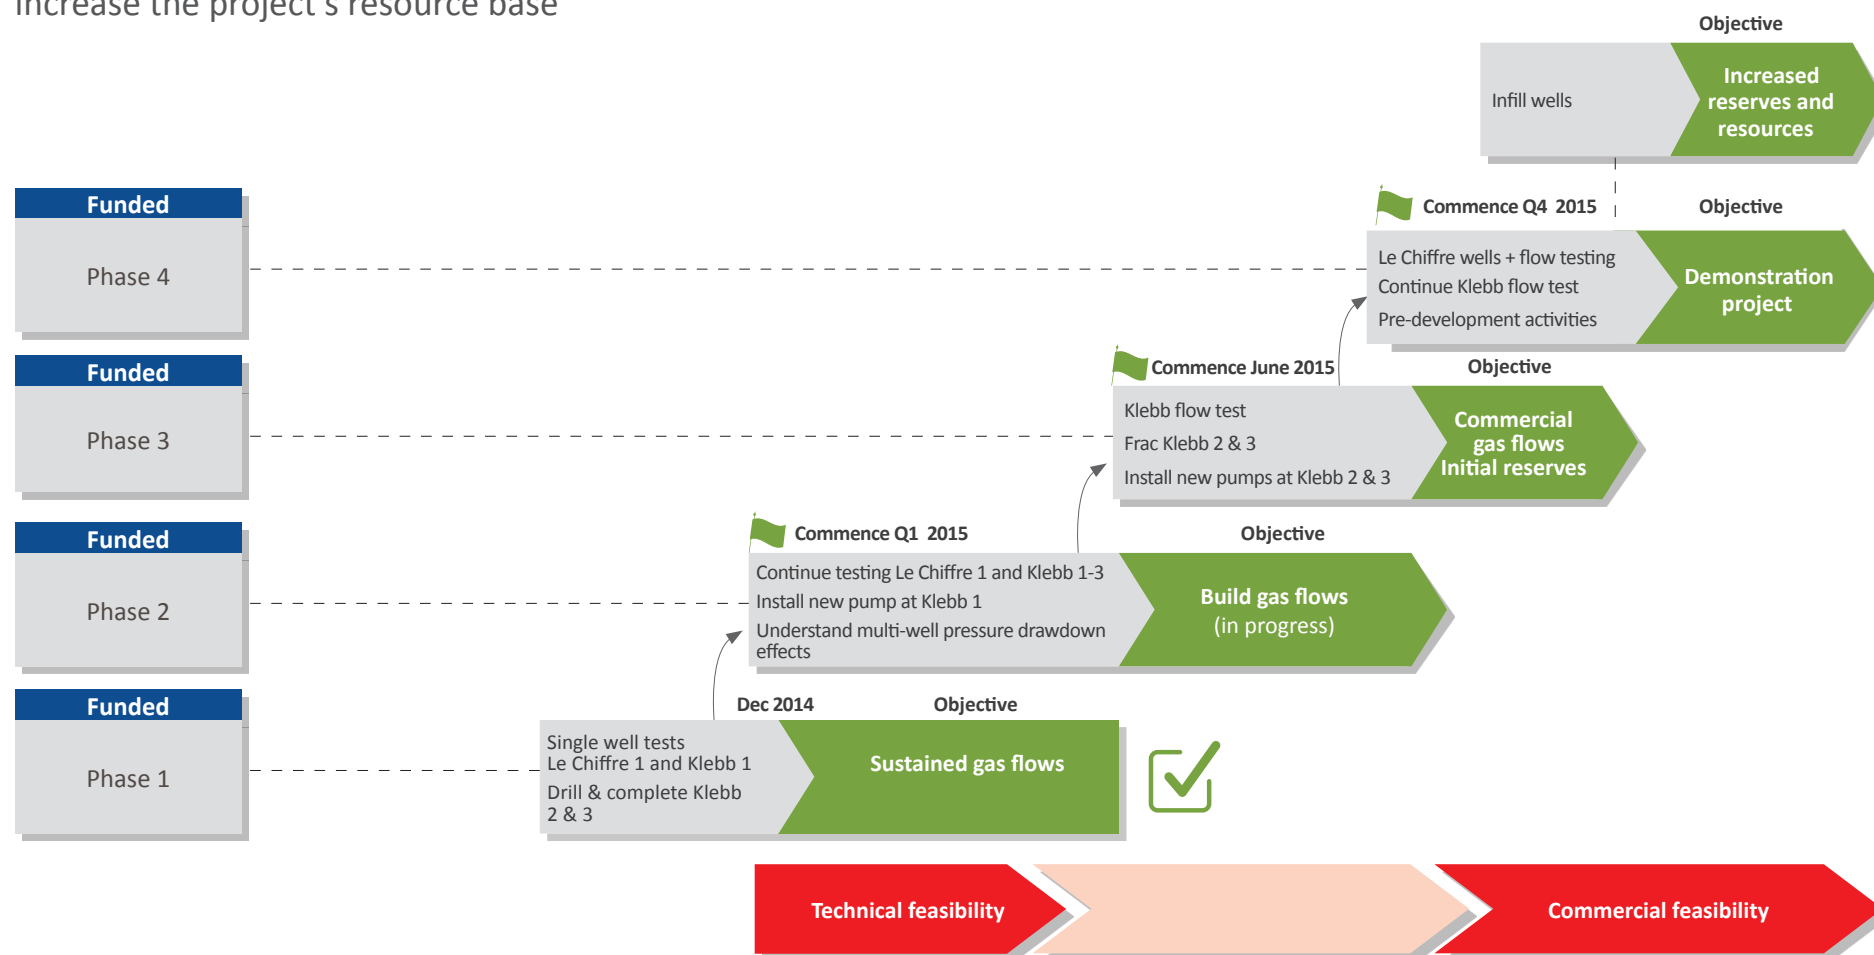 increase the project's resource base
Objective
Infill wells
Increased
reserves and
resources
Funded
Phase 4
Commence Q4 2015
Objective
Le Chiffre wells + flow testing
Continue Klebb flow test
Pre-development activities
Demonstration
project
Funded
Phase 3
Commence June 2015
Objective
Klebb flow test
Frac Klebb 2 & 3
Install new pumps at Klebb 2 & 3
Commercial
gas flows
Initial reserves
Funded
Phase 2
Commence Q1 2015
Objective
Continue testing Le Chiffre 1 and Klebb 1-3
Install new pump at Klebb 1
Understand multi-well pressure drawdown
effects
Build gas flows
(in progress)
Funded
Phase 1
Dec 2014
Objective
Single well tests
Le Chiffre 1 and Klebb 1
Drill & complete Klebb
2 & 3
Sustained gas flows
Technical feasibility
Commercial feasibility